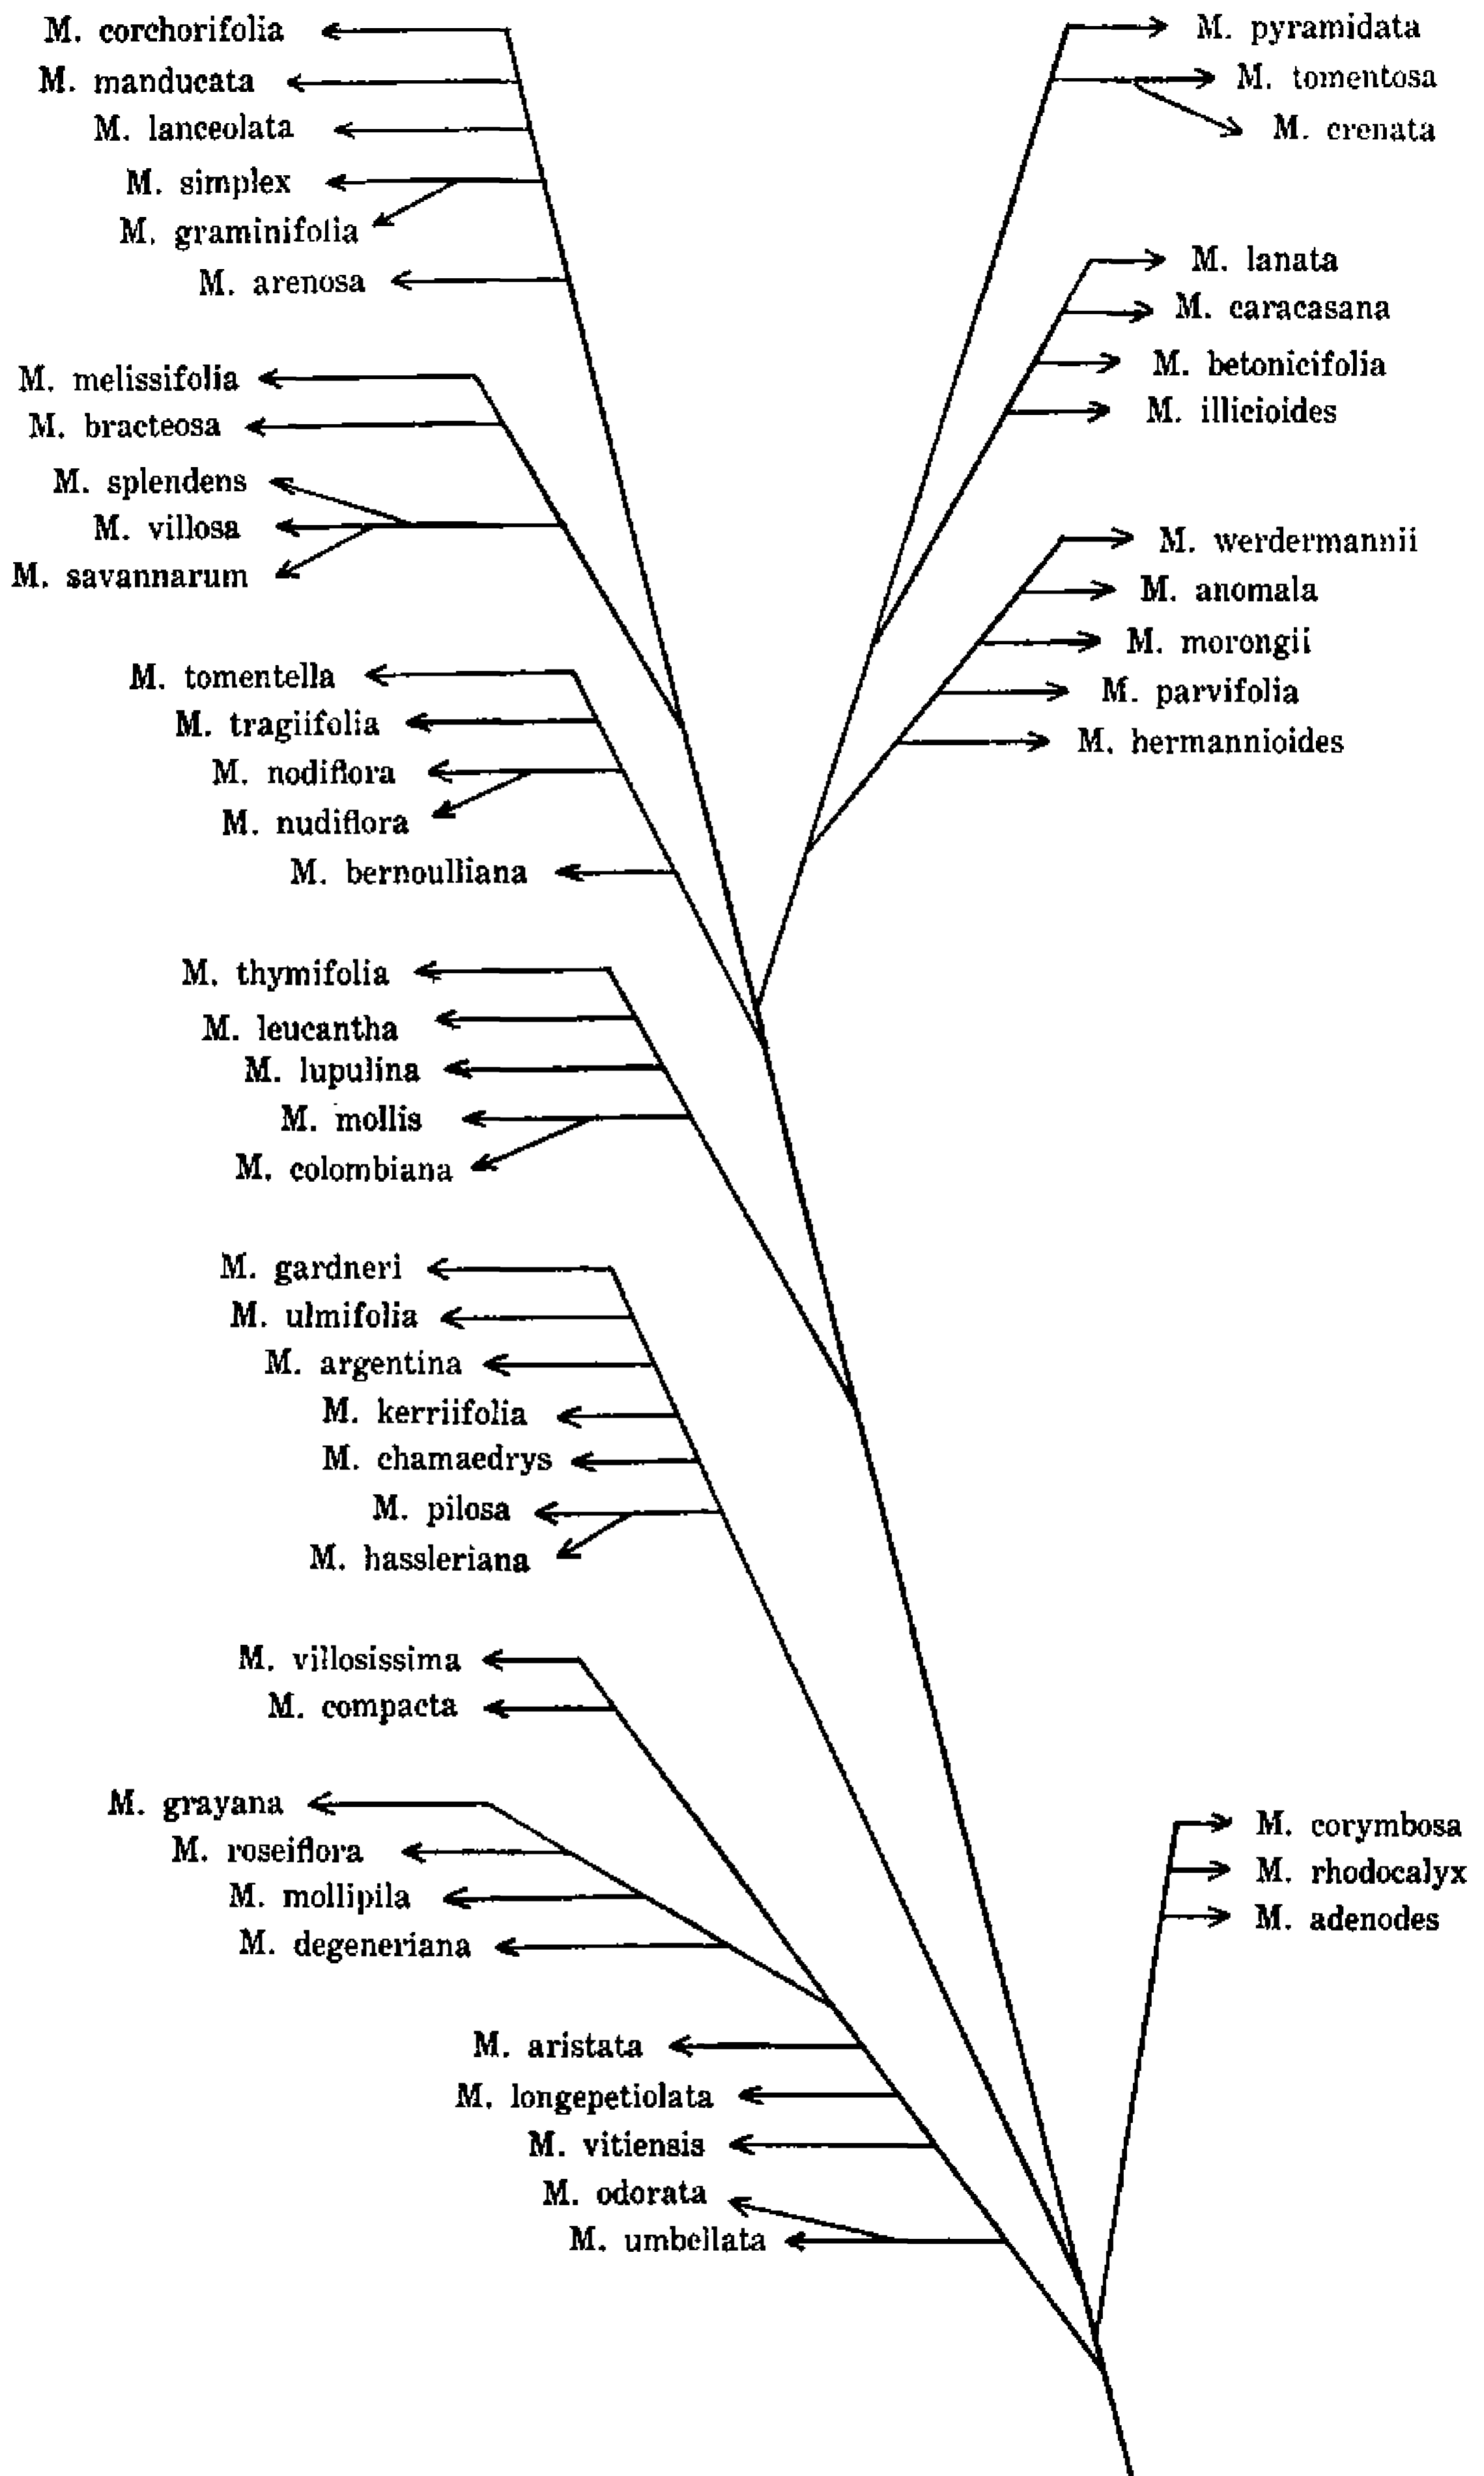 M. corchorifolia
M. manducata
M. lanceolata
M. simplex
M. graminifolia
M. arenosa
M. melissifolia
M. bracteosa
M. splendens
M. villosa
M. savannarum
M. tomentella
M. tragiifolia
M. nodiflora
M. nudiflora
M. bernoulliana
M. thymifolia
M. leucantha
M. lupulina
M. mollis
M. colombiana
M. gardneri
M. ulmifolia
M. argentina
M. kerriifolia
M. chamaedrys
M. pilosa
M. hassleriana
M. villosissima
M. compacta
M. grayana
M. roseiflora
M. mollipila
M. degeneriana
M. aristata
M. longepetiolata
M. vitiensis
M. odorata
M. umbellata
M. pyramidata
M. tomentosa
M. crenata
M. lanata
M. caracasana
M. betonicifolia
M. illicioides
M. werdermannii
M. anomala
M. morongii
M. parvifolia
M. hermannioides
M. corymbosa
M. rhodocalyx
M. adenodes